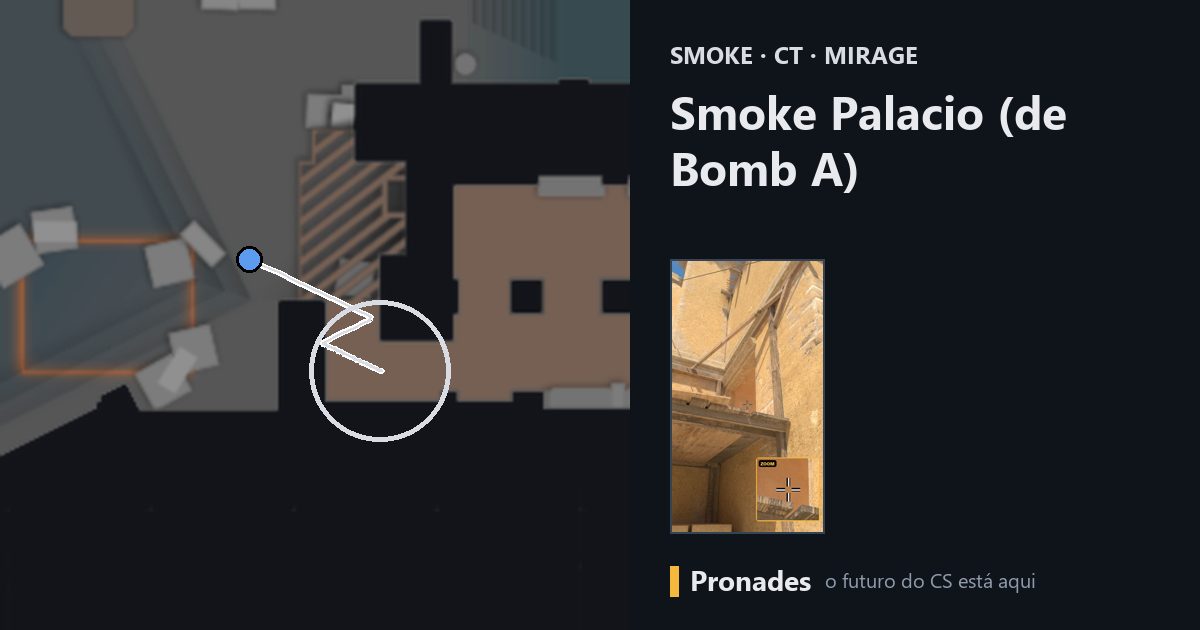 SMOKE · CT · MIRAGE
Smoke Palacio (de
Bomb A)
ZOOM
Pronades o futuro do CS está aqui